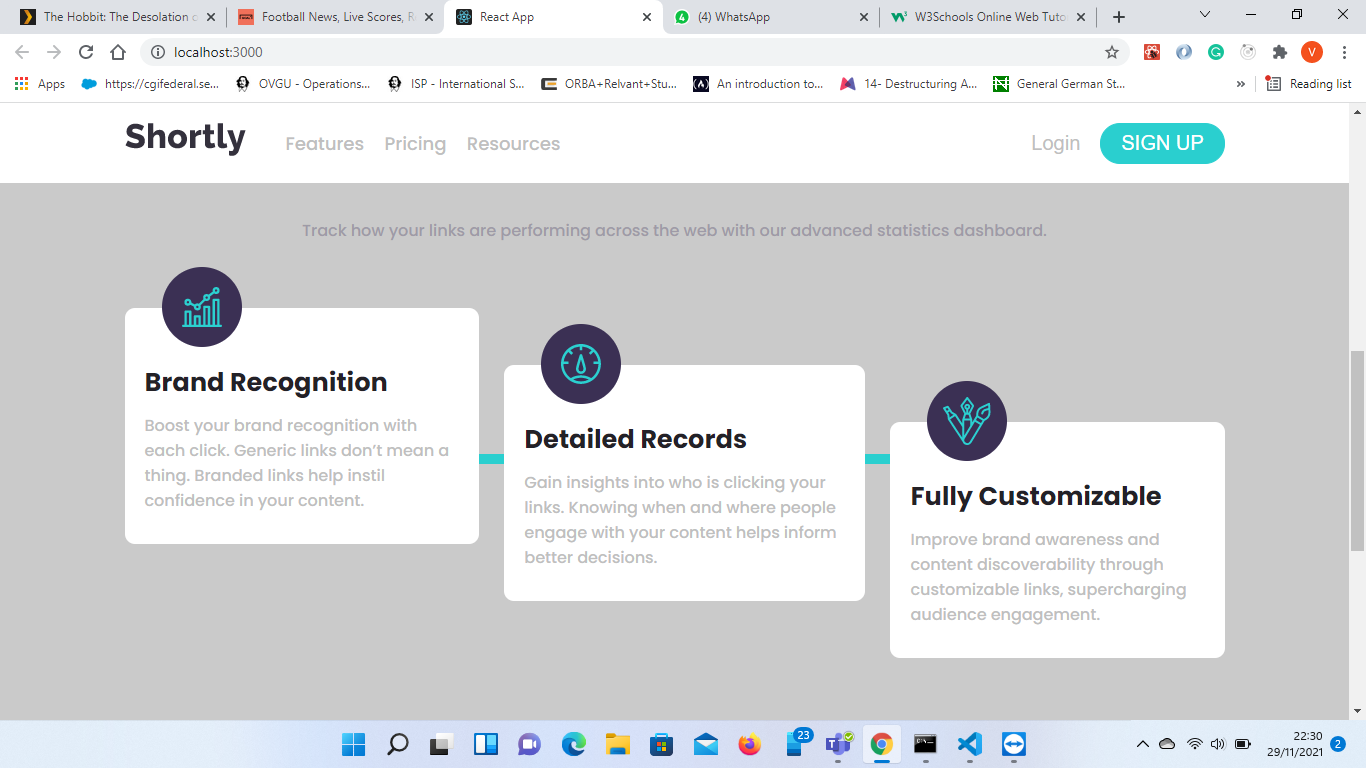 The Hobbit: The Desolation
Football News, Live Scores, R
React App
(4) WhatsApp
W3Schools Online Web Tuto
localhost:3000
V
Apps
https://cgifederal.se...
OVGU - Operations...
ISP - International S...
ORBA+Relvant+Stu...
An introduction to...
14- Destructuring A...
General German St...
»
Reading list
Shortly
Features
Pricing
Resources
Login
SIGN UP
Track how your links are performing across the web with our advanced statistics dashboard.
Brand Recognition
Boost your brand recognition with
each click. Generic links don’t mean a
thing. Branded links help instil
confidence in your content.
Detailed Records
Gain insights into who is clicking your
links. Knowing when and where people
engage with your content helps inform
better decisions.
Fully Customizable
Improve brand awareness and
content discoverability through
customizable links, supercharging
audience engagement.
23
22:30
29/11/2021
2